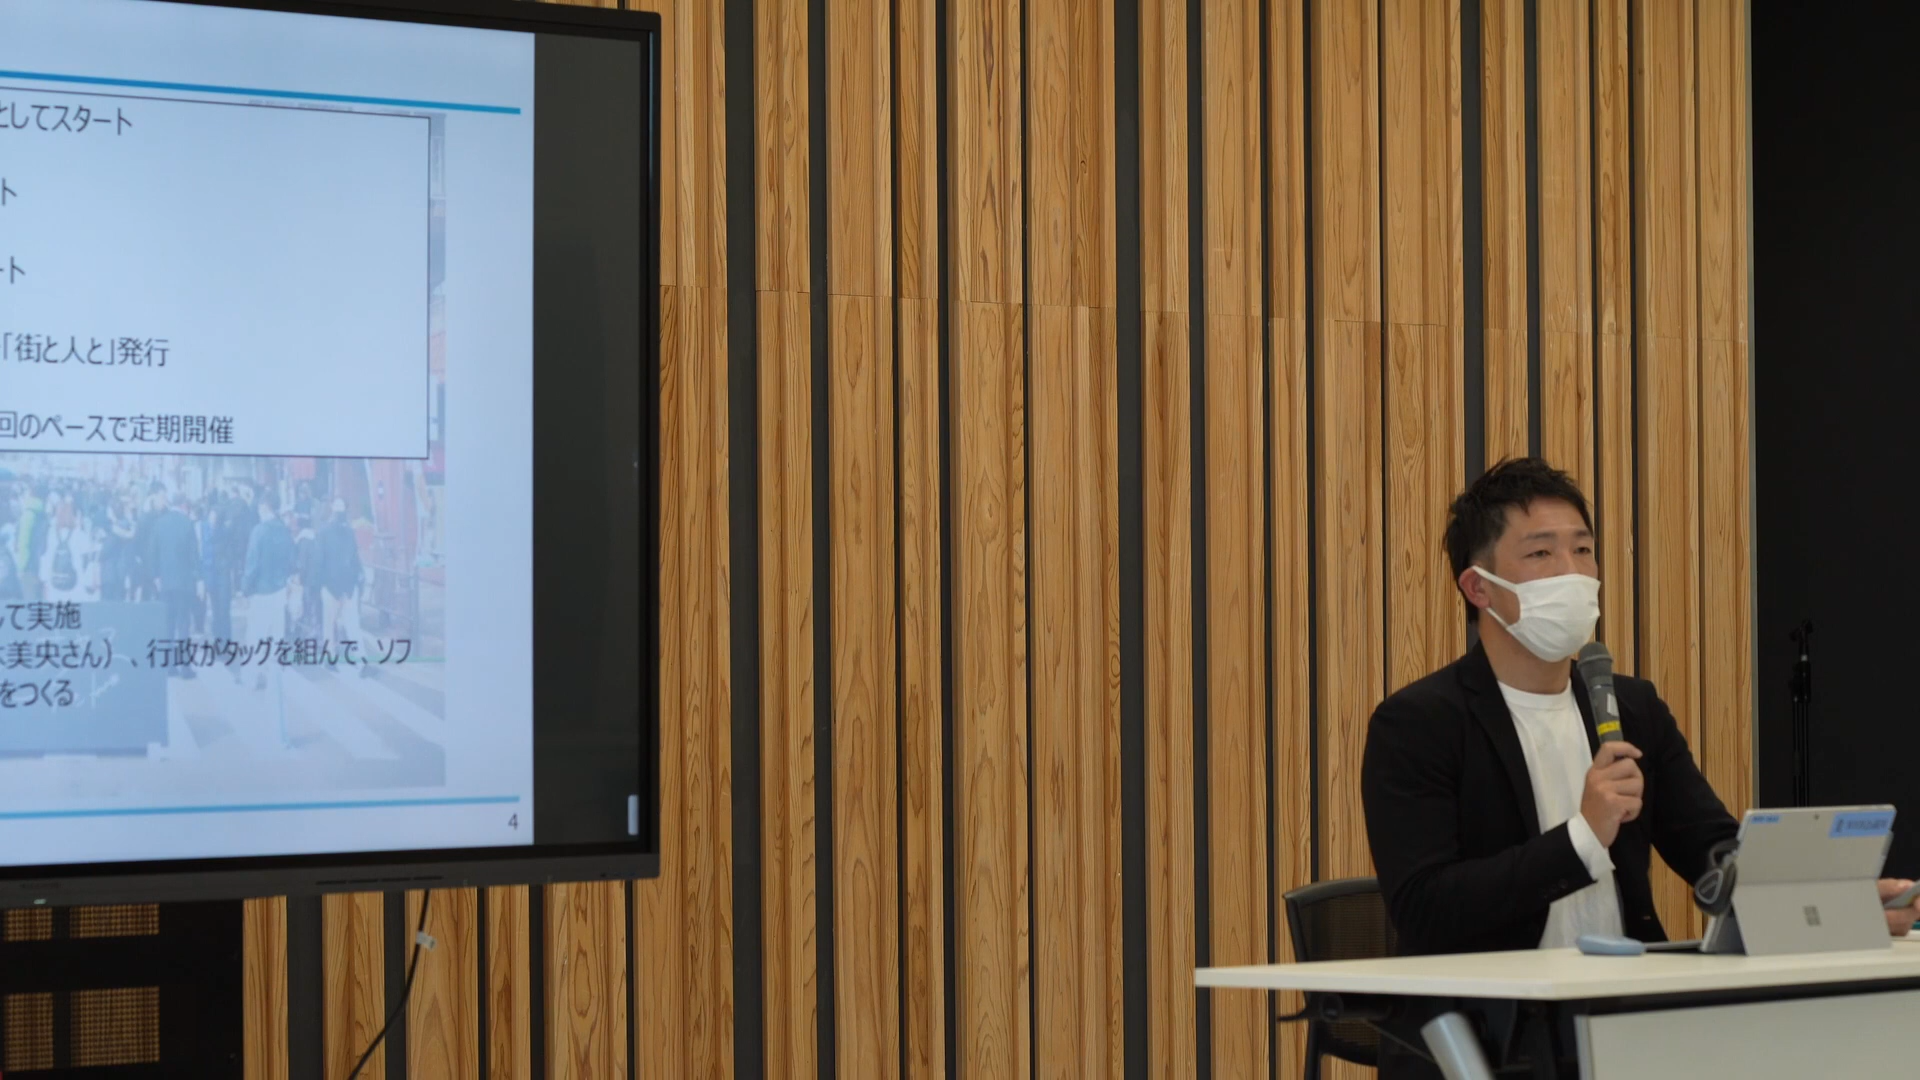 としてスタート
ト
ート
「街と人と」発行
回のペースで定期開催
して実施
美央さん）、行政がタッグを組んで、ソフ
をつくる
4